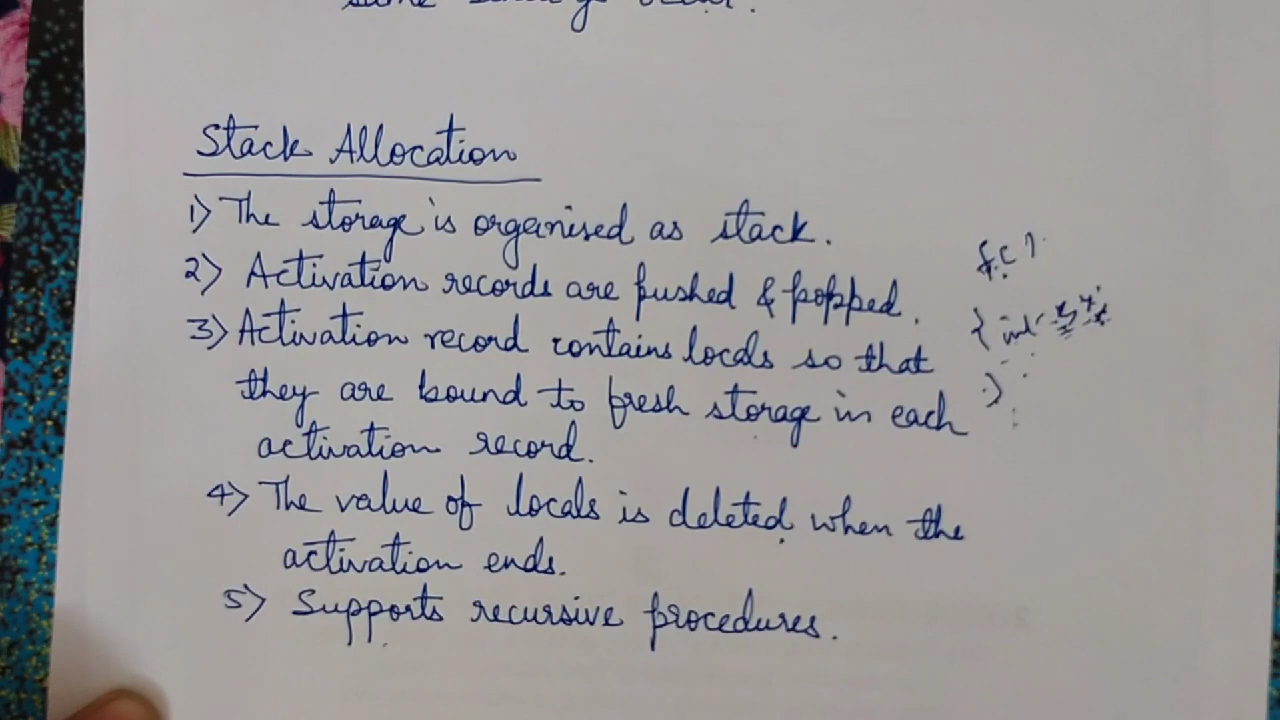 Stack Allocation
1) The storage is organised as stack.
2) Activation records are pushed & popped.
3) Activation record contains locals so that
they are bound to fresh storage in each
activation record.
4) The value of locals is deleted when the
activation ends.
5) Supports recursive procedures.
f( )
{ int
}